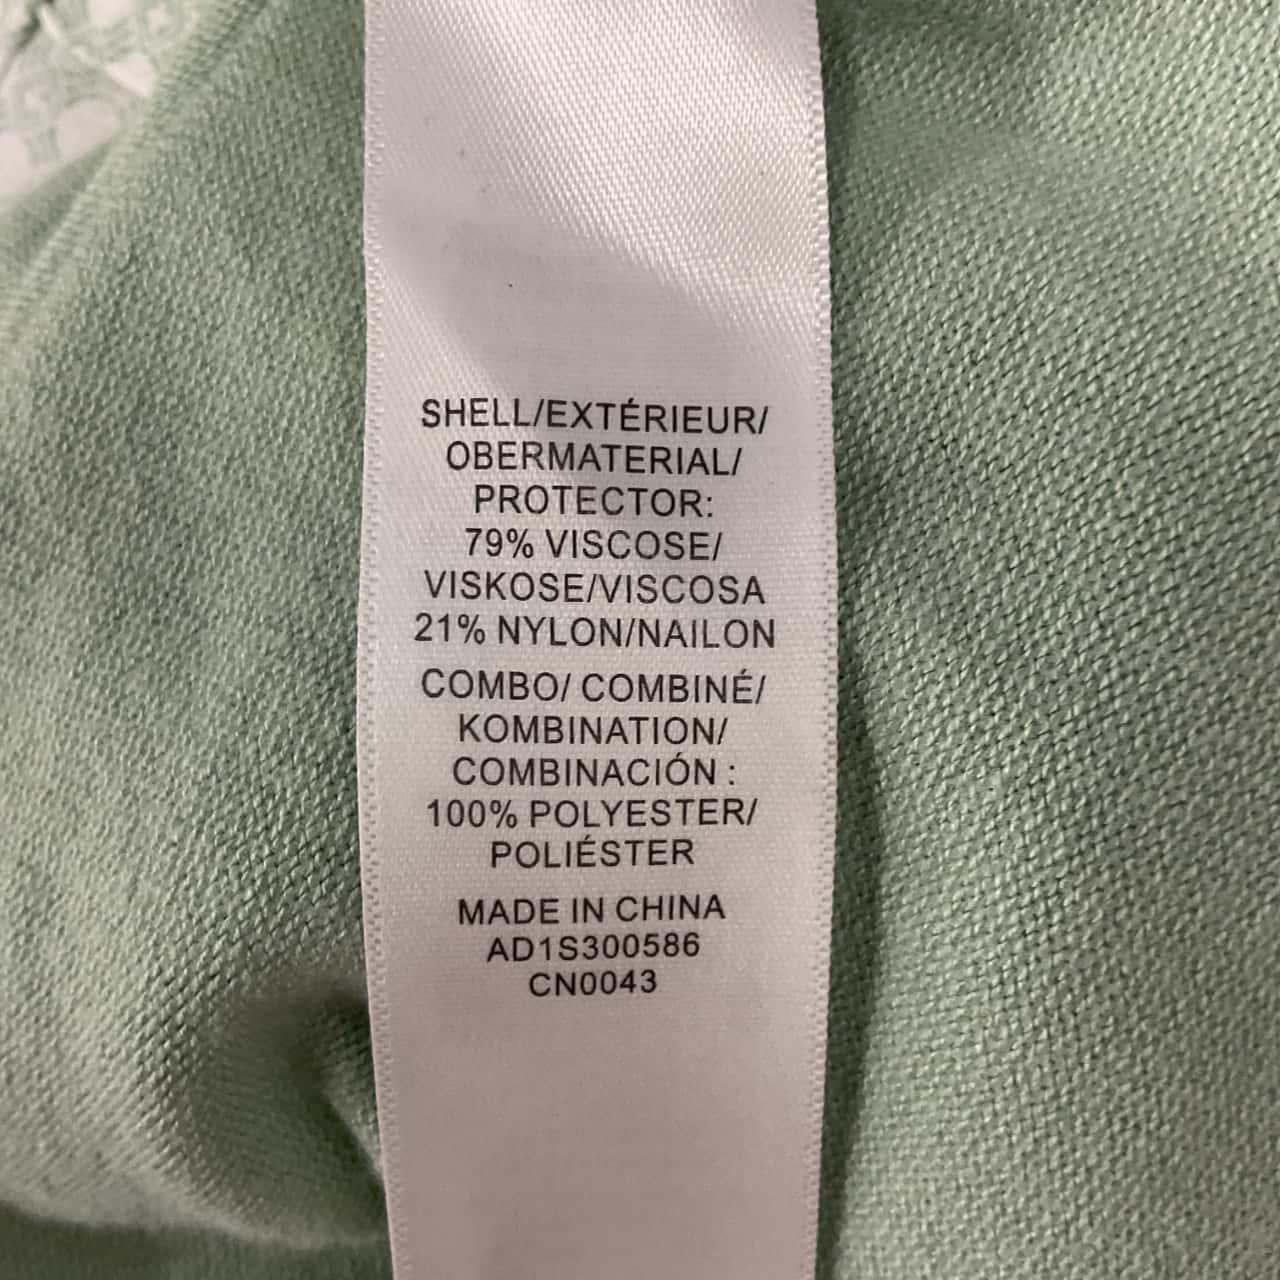 SHELL/EXTÉRIEUR/
OBERMATERIAL/
PROTECTOR:
79% VISCOSE/
VISKOSE/VISCOSA
21% NYLON/NAILON
COMBO/ COMBINÉ/
KOMBINATION/
COMBINACIÓN :
100% POLYESTER/
POLIÉSTER
MADE IN CHINA
AD1S300586
CN0043